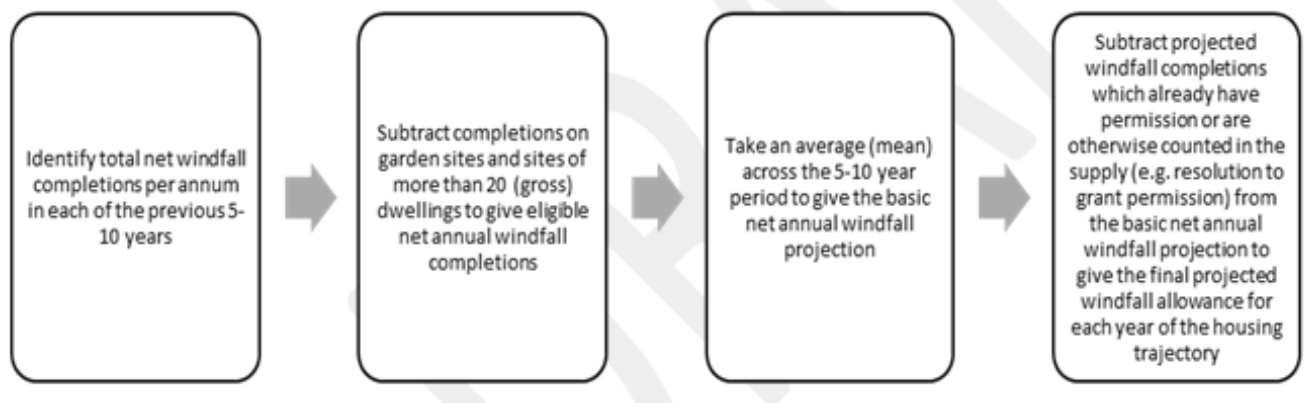 Identify total net windfall
completions per annum
in each of the previous 5-
10 years
Subtract completions on
garden sites and sites of
more than 20 (gross)
dwellings to give eligible
net annual windfall
completions
Take an average (mean)
across the 5-10 year
period to give the basic
net annual windfall
projection
Subtract projected
windfall completions
which already have
permission or are
otherwise counted in the
supply (e.g. resolution to
grant permission) from
the basic net annual
windfall projection to
give the final projected
windfall allowance for
each year of the housing
trajectory